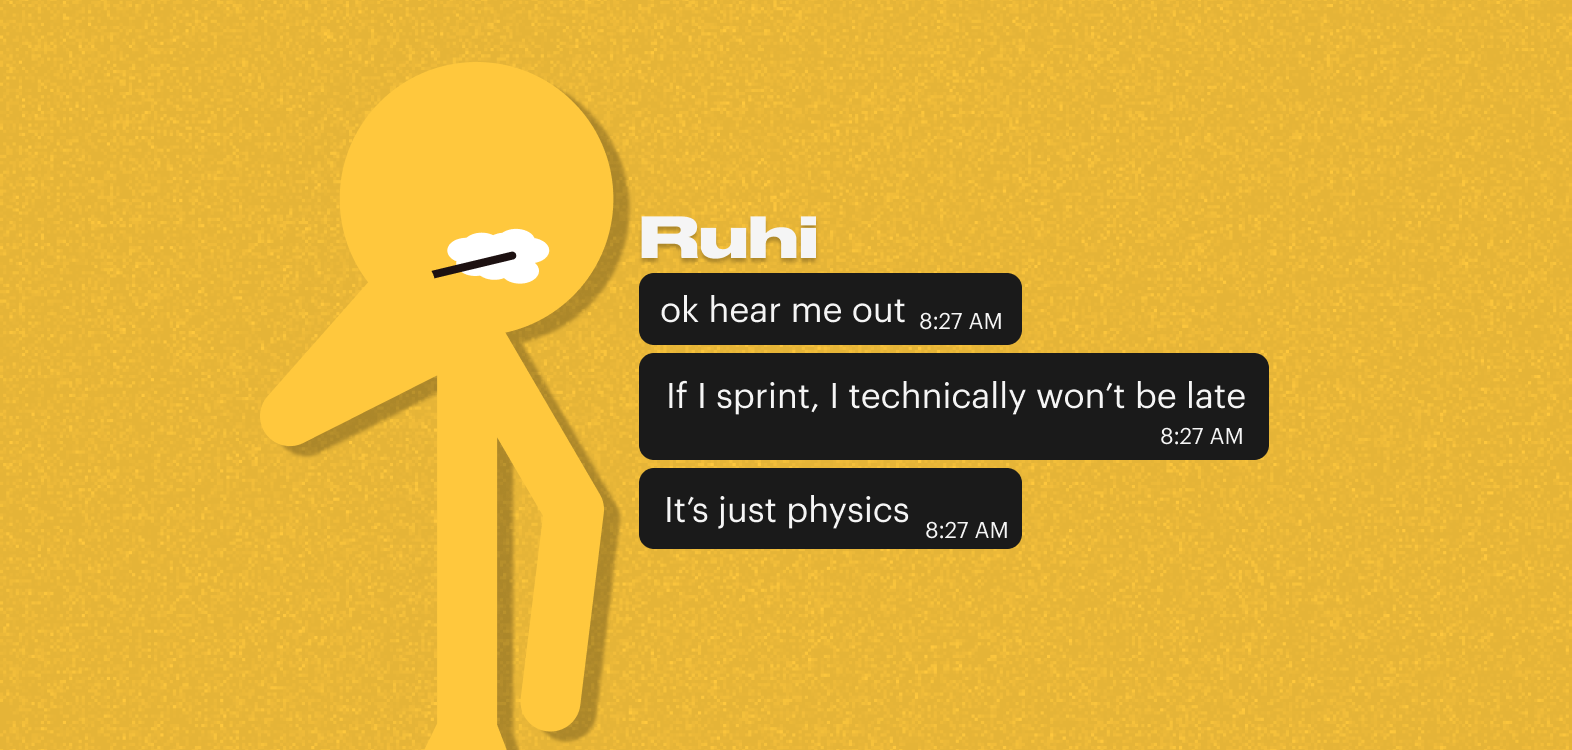 Ruhi
ok hear me out 8:27 AM
If I sprint, I technically won’t be late
8:27 AM
It’s just physics 8:27 AM